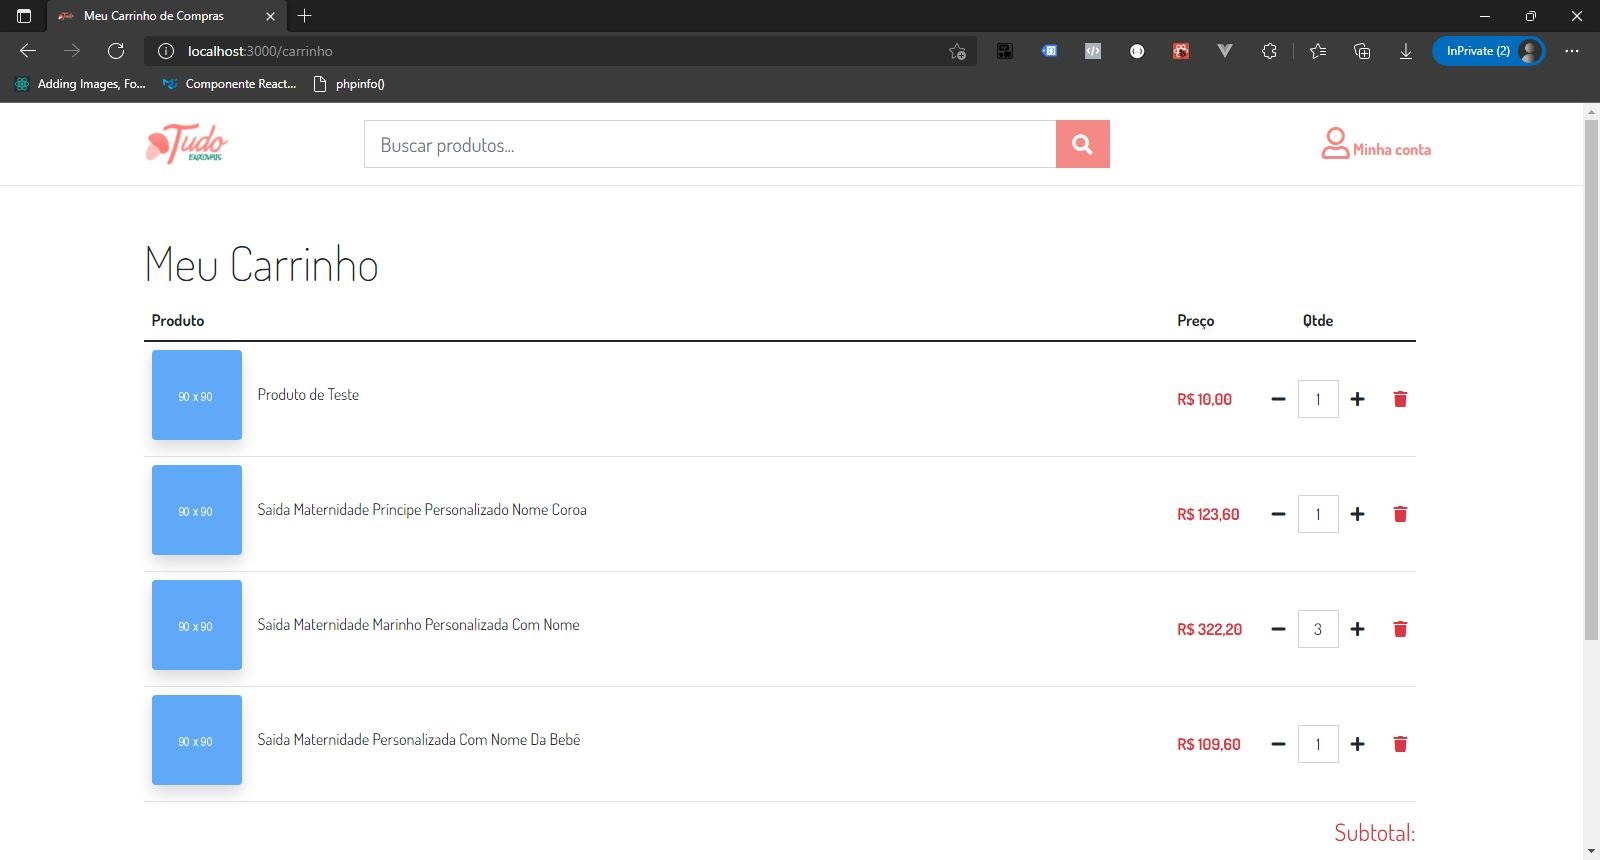 Meu Carrinho de Compras
localhost:3000/carrinho
InPrivate (2)
Adding Images, Fo...
Componente React...
phpinfo()
Tudo
ENXOVAIS
Buscar produtos...
Minha conta
Meu Carrinho
Produto Preço Qtde
90 x 90
Produto de Teste
R$ 10,00 1
90 x 90
Saída Maternidade Príncipe Personalizado Nome Coroa
R$ 123,60 1
90 x 90
Saída Maternidade Marinho Personalizada Com Nome
R$ 322,20 3
90 x 90
Saída Maternidade Personalizada Com Nome Da Bebê
R$ 109,60 1
Subtotal: